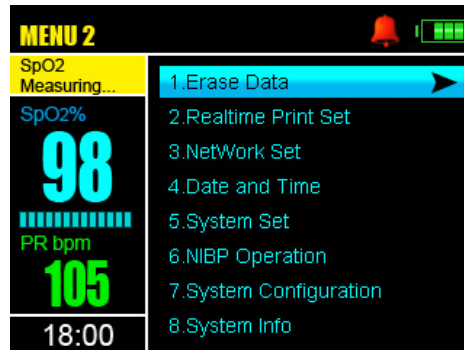 MENU 2
SpO2
Measuring...
SpO2%
98
PR bpm
105
18:00
1.Erase Data
2.Realtime Print Set
3.NetWork Set
4.Date and Time
5.System Set
6.NIBP Operation
7.System Configuration
8.System Info